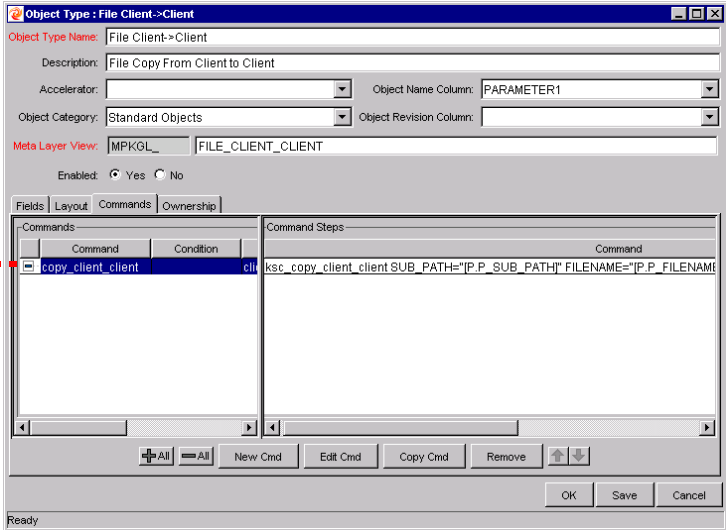 Object Type : File Client->Client
Object Type Name: File Client->Client
Description: File Copy From Client to Client
Accelerator: Object Name Column: PARAMETER1
Object Category: Standard Objects Object Revision Column:
Meta Layer View: MPKGL_ FILE_CLIENT_CLIENT
Enabled: Yes No
Fields Layout Commands Ownership
Commands Command Steps
Command Condition Command
copy_client_client clie ksc_copy_client_client SUB_PATH="[P.P_SUB_PATH]" FILENAME="[P.P_FILENAME
All All New Cmd Edit Cmd Copy Cmd Remove
OK Save Cancel
Ready